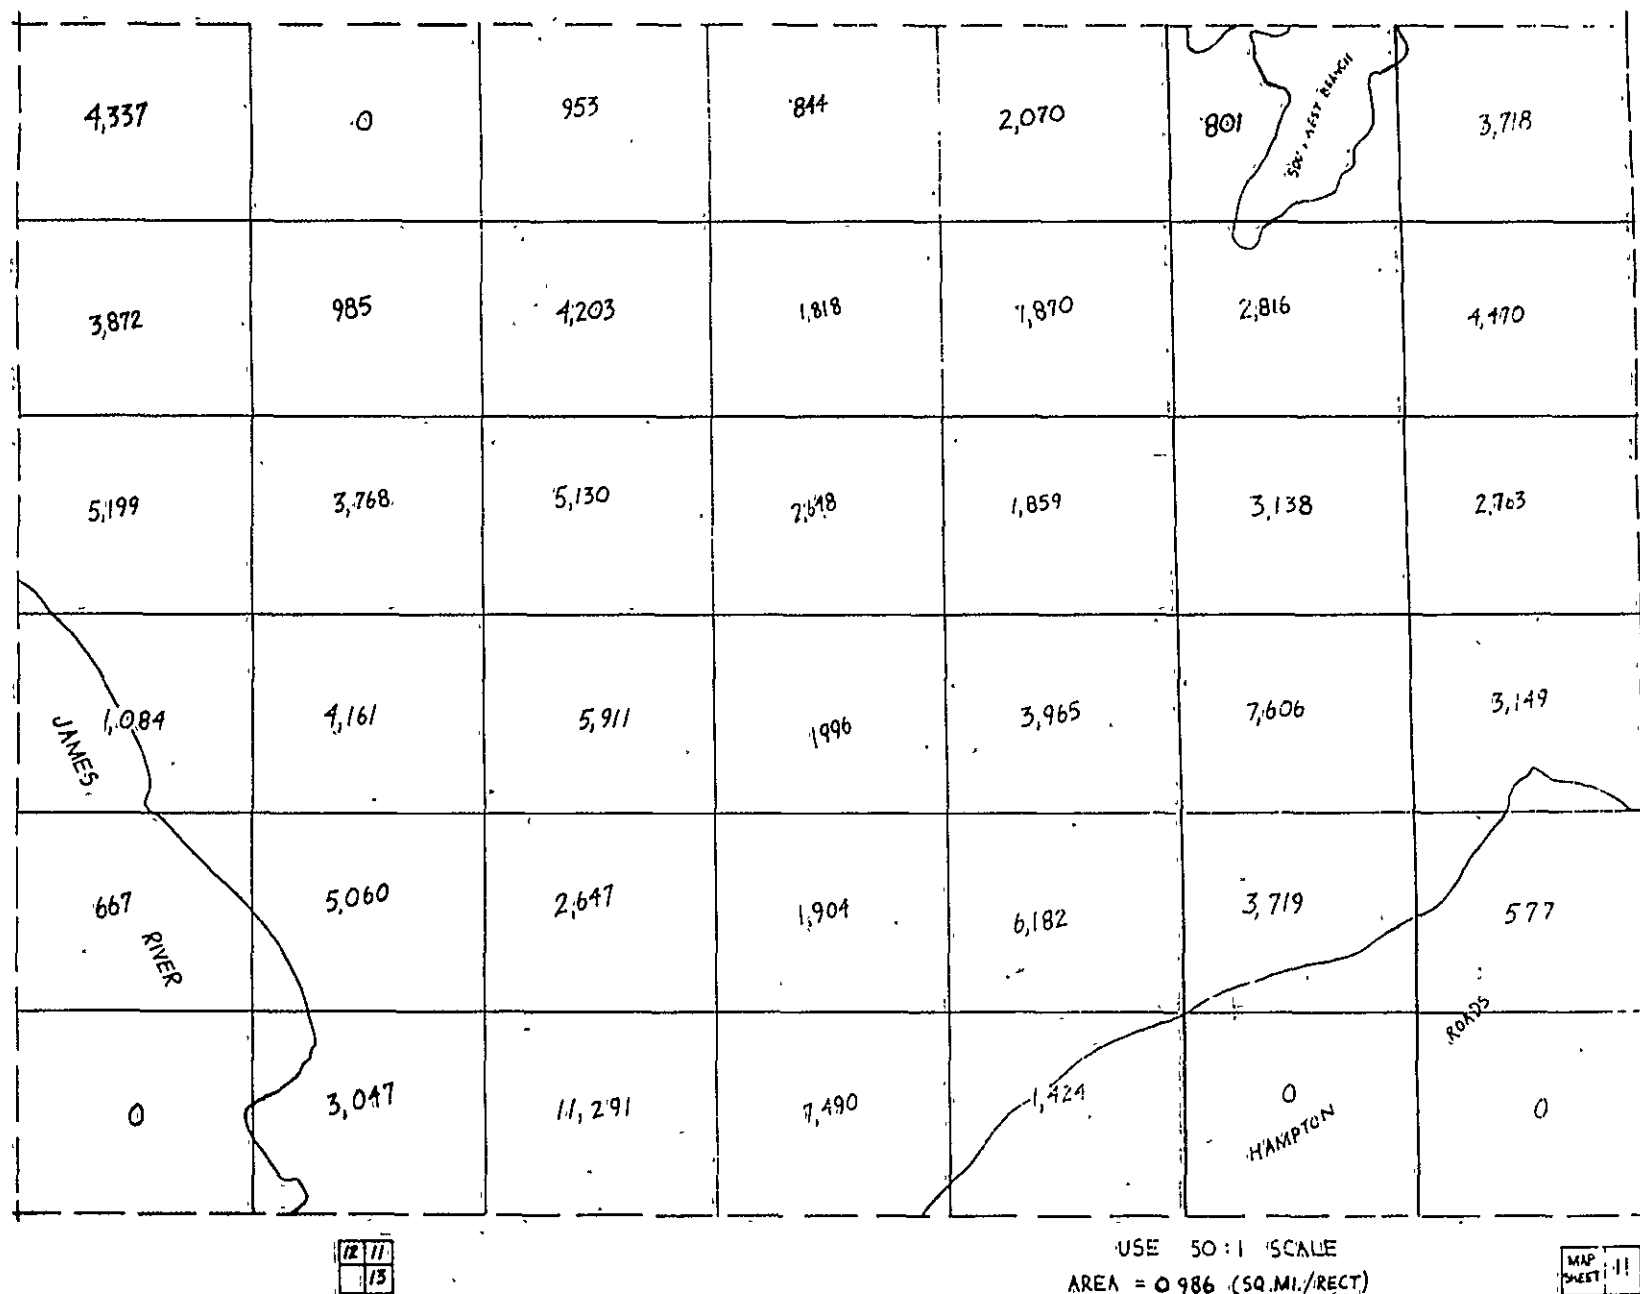 4,337 0 953 844 2,070 801 3,718
3,872 985 4,203 1,818 7,870 2,816 4,470
5,199 3,768 5,130 1,859 3,138 2,763
1,084 4,161 5,911 1996 3,965 7,606 3,149
JAMES
667 5,060 2,647 1,904 6,182 3,719 577
RIVER
ROADS
0 3,047 11,291 7,490 1,424 0 0
HAMPTON
12 11
13
USE 50:1 SCALE
AREA = 0.986 (SQ.MI./RECT)
MAP SHEET 11